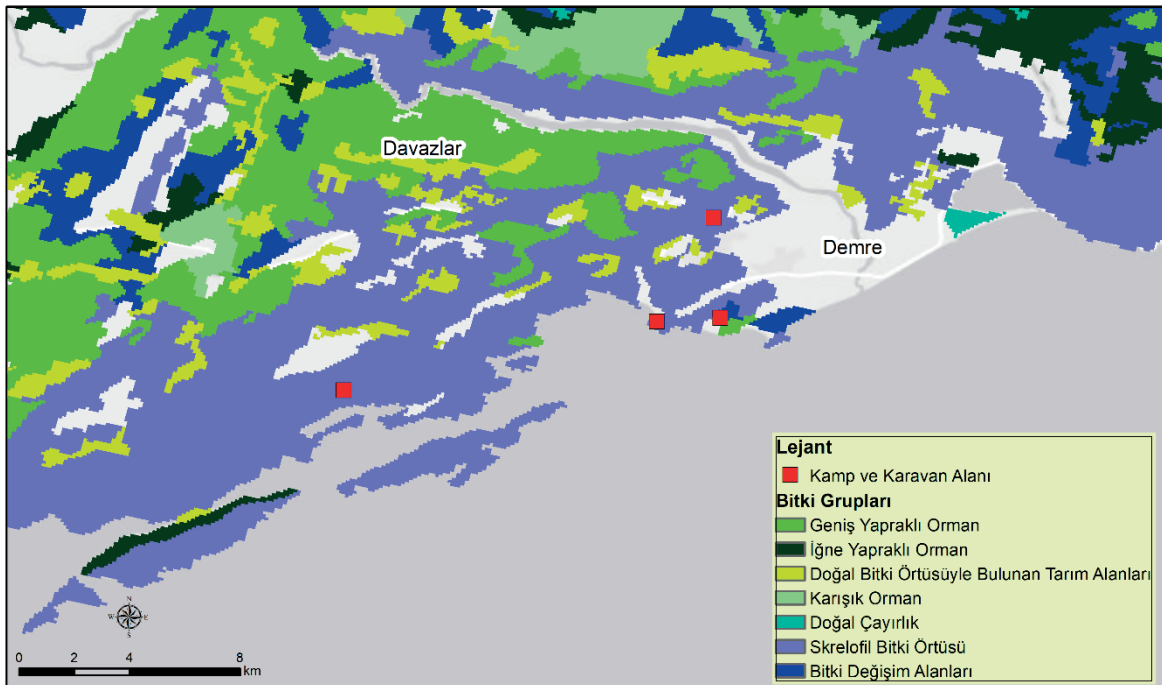 Davazlar
Demre
Lejant
Kamp ve Karavan Alanı
Bitki Grupları
Geniş Yapraklı Orman
İğne Yapraklı Orman
Doğal Bitki Örtüsüyle Bulunan Tarım Alanları
Karışık Orman
Doğal Çayırlık
Skrelofil Bitki Örtüsü
Bitki Değişim Alanları
N
W E
S
0 2 4 8
km